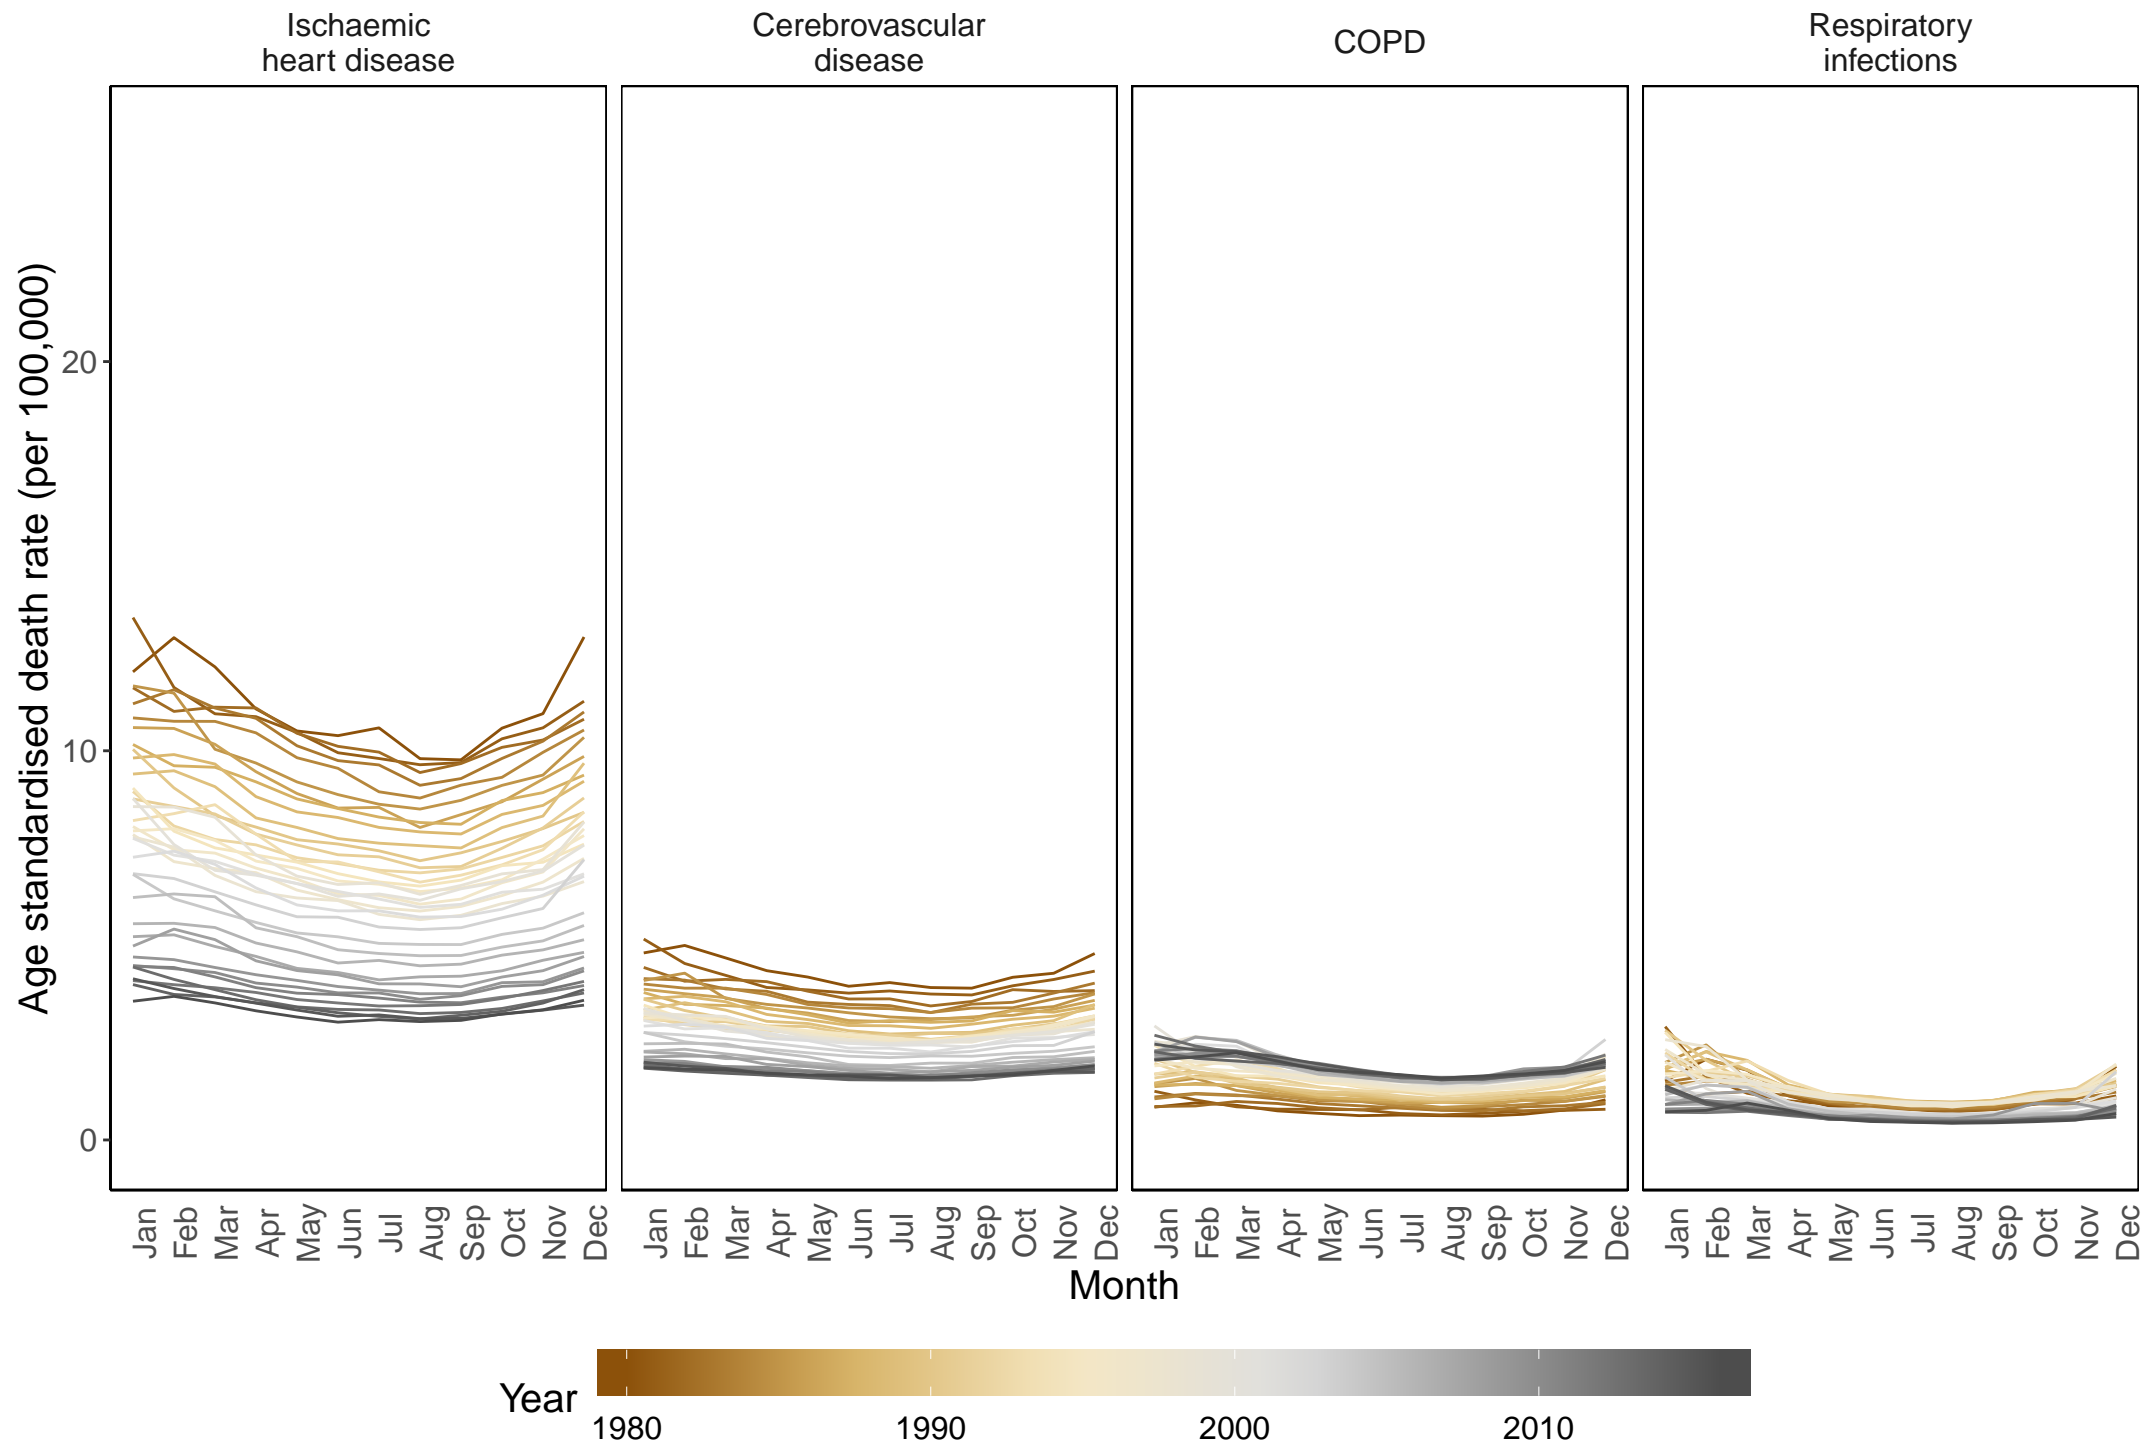 Ischaemic
heart disease
Cerebrovascular
disease
COPD
Respiratory
infections
Age standardised death rate (per 100,000)
20
10
0
Jan Feb Mar Apr May Jun Jul Aug Sep Oct Nov Dec
Jan Feb Mar Apr May Jun Jul Aug Sep Oct Nov Dec
Jan Feb Mar Apr May Jun Jul Aug Sep Oct Nov Dec
Jan Feb Mar Apr May Jun Jul Aug Sep Oct Nov Dec
Month
Year
1980 1990 2000 2010